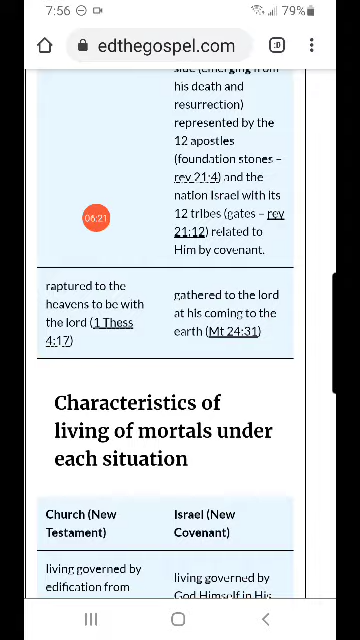 7:56
79%
edthegospel.com
:D
side (emerging from
his death and
resurrection)
represented by the
12 apostles
(foundation stones –
rev 21:4) and the
nation Israel with its
12 tribes (gates – rev
21:12) related to
Him by covenant.
06:21
raptured to the
heavens to be with
the lord (1 Thess
4:17)
gathered to the lord
at his coming to the
earth (Mt 24:31)
Characteristics of
living of mortals under
each situation
Church (New
Testament)
Israel (New
Covenant)
living governed by
edification from
living governed by
God Himself in His